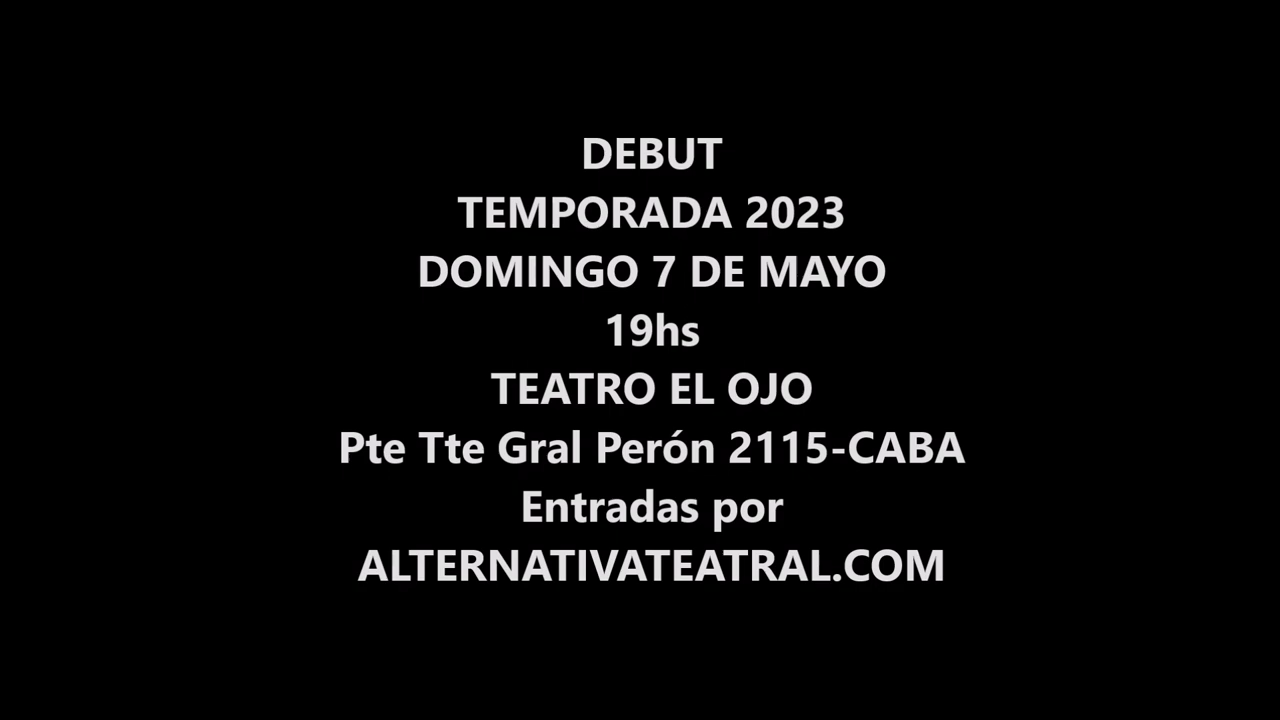 DEBUT
TEMPORADA 2023
DOMINGO 7 DE MAYO
19hs
TEATRO EL OJO
Pte Tte Gral Perón 2115-CABA
Entradas por
ALTERNATIVATEATRAL.COM